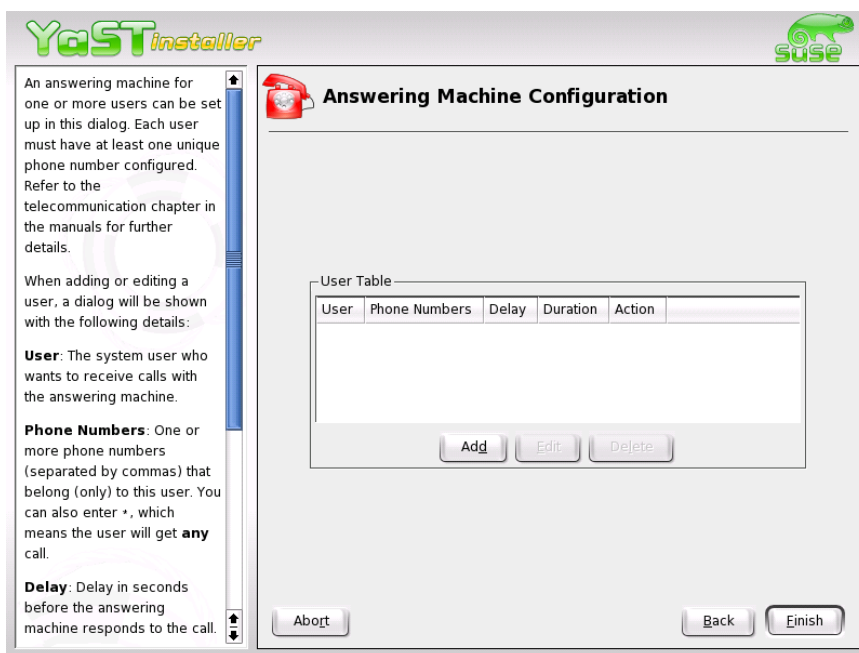 YaST installer
SUSE
An answering machine for
one or more users can be set
up in this dialog. Each user
must have at least one unique
phone number configured.
Refer to the
telecommunication chapter in
the manuals for further
details.
When adding or editing a
user, a dialog will be shown
with the following details:
User: The system user who
wants to receive calls with
the answering machine.
Phone Numbers: One or
more phone numbers
(separated by commas) that
belong (only) to this user. You
can also enter *, which
means the user will get any
call.
Delay: Delay in seconds
before the answering
machine responds to the call.
Answering Machine Configuration
User Table
User Phone Numbers Delay Duration Action
Add Edit Delete
Abort Back Finish